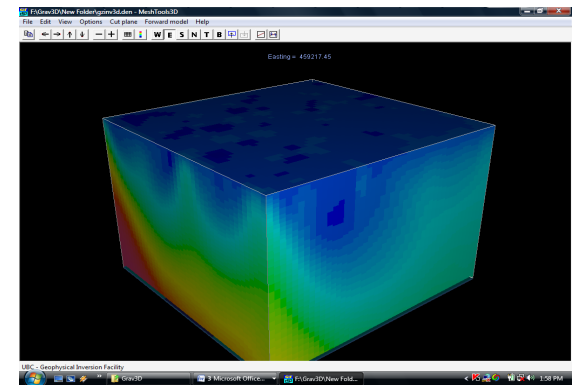 F:\Grav3D\New Folder\gzinv3d.den - MeshTools3D
File Edit View Options Cut plane Forward model Help
W E S N T B
Easting = 459217.45
UBC - Geophysical Inversion Facility
Grav3D 3 Microsoft Office... F:\Grav3D\New Fold... 1:58 PM